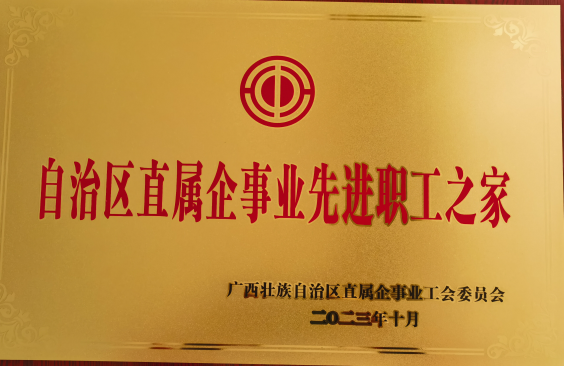 自治区直属企事业先进职工之家
广西壮族自治区直属企事业工会委员会
二〇二三年十月